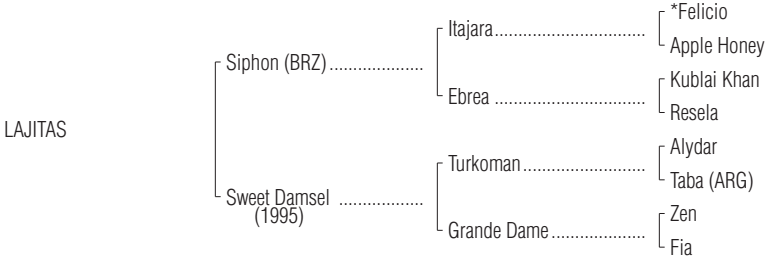 *Felicio
Itajara..............................
Apple Honey
Siphon (BRZ)...................
Kublai Khan
Ebrea ..............................
Resela
LAJITAS
Alydar
Turkoman........................
Taba (ARG)
Sweet Damsel .................
(1995)
Zen
Grande Dame...................
Fia